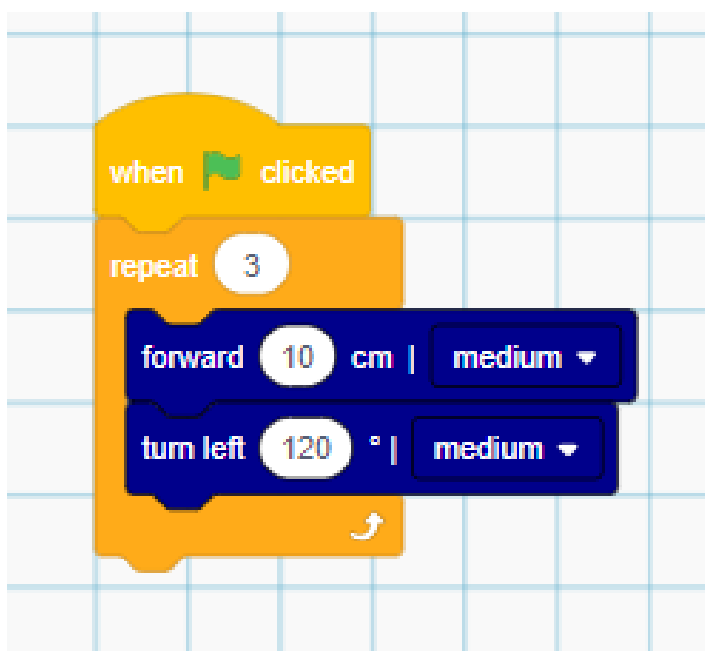 when clicked
repeat 3
forward 10 cm | medium
turn left 120 ° | medium